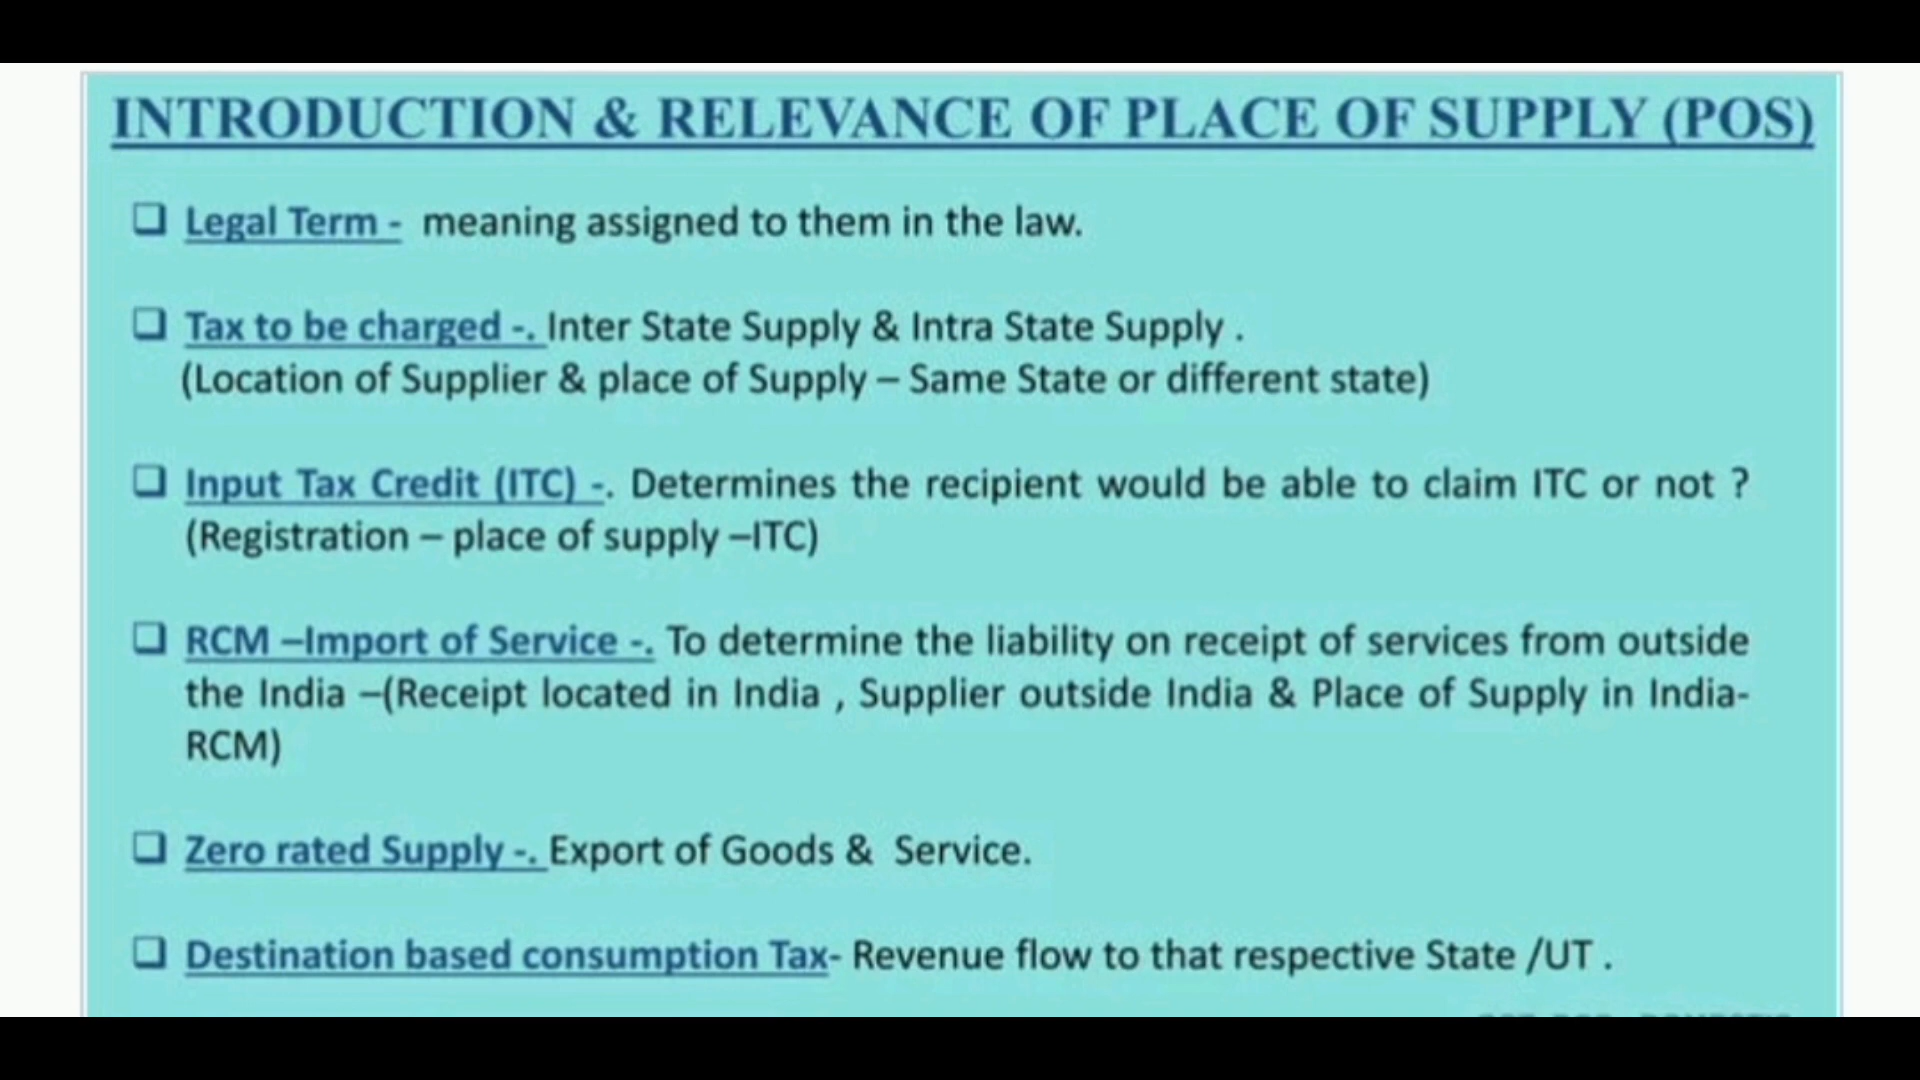 INTRODUCTION & RELEVANCE OF PLACE OF SUPPLY (POS)
❑ Legal Term - meaning assigned to them in the law.
❑ Tax to be charged -. Inter State Supply & Intra State Supply .
(Location of Supplier & place of Supply – Same State or different state)
❑ Input Tax Credit (ITC) -. Determines the recipient would be able to claim ITC or not ?
(Registration – place of supply –ITC)
❑ RCM –Import of Service -. To determine the liability on receipt of services from outside
the India –(Receipt located in India , Supplier outside India & Place of Supply in India-
RCM)
❑ Zero rated Supply -. Export of Goods & Service.
❑ Destination based consumption Tax- Revenue flow to that respective State /UT .